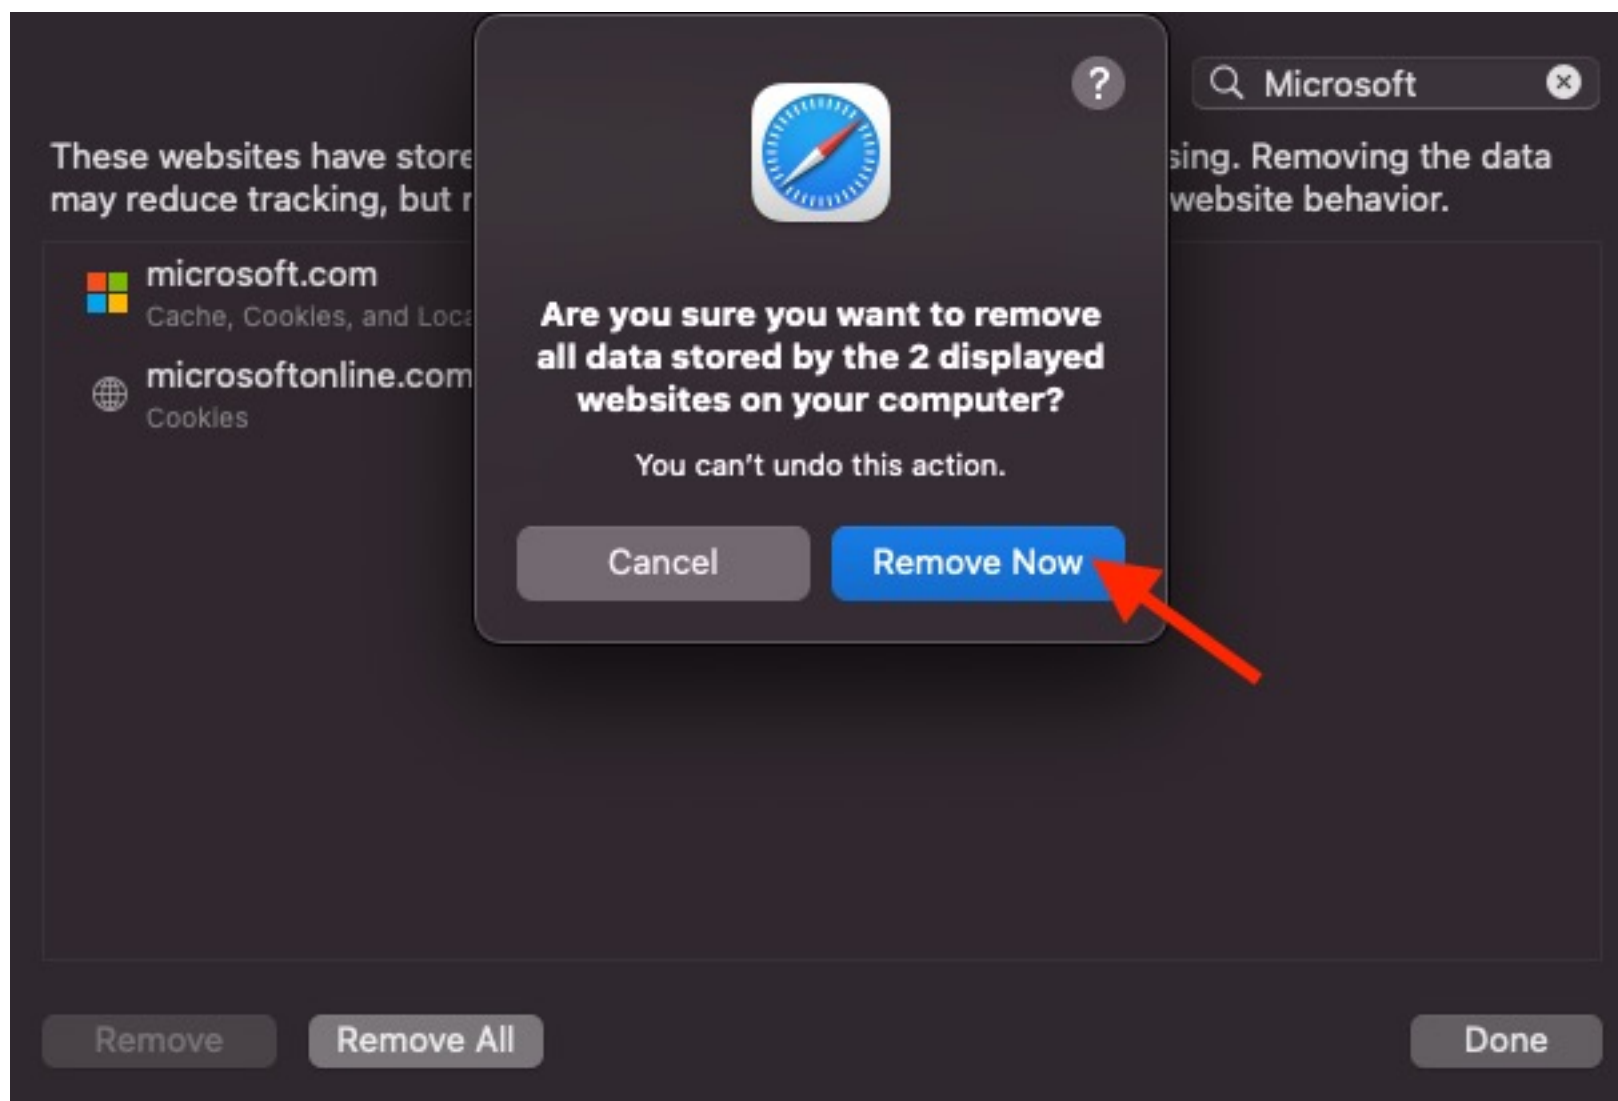 ?
Microsoft
These websites have store
sing. Removing the data
may reduce tracking, but
website behavior.
microsoft.com
Cache, Cookies, and Loca
microsoftonline.com
Cookies
Are you sure you want to remove
all data stored by the 2 displayed
websites on your computer?
You can’t undo this action.
Cancel
Remove Now
Remove
Remove All
Done